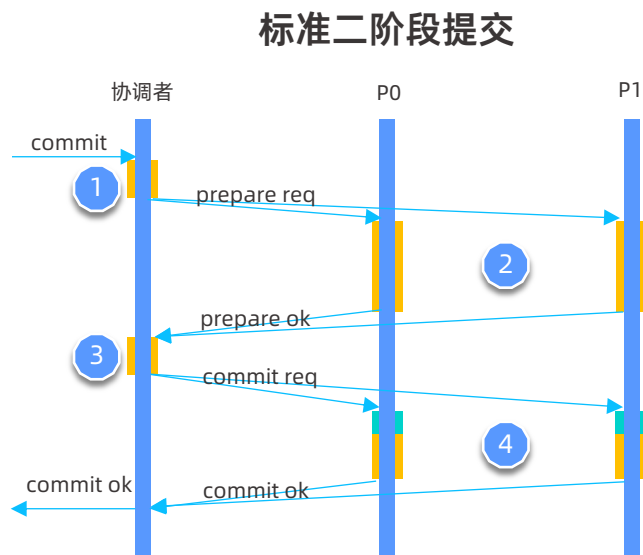 标准二阶段提交
协调者
P0
P1
commit
1
prepare req
2
prepare ok
3
commit req
4
commit ok
commit ok